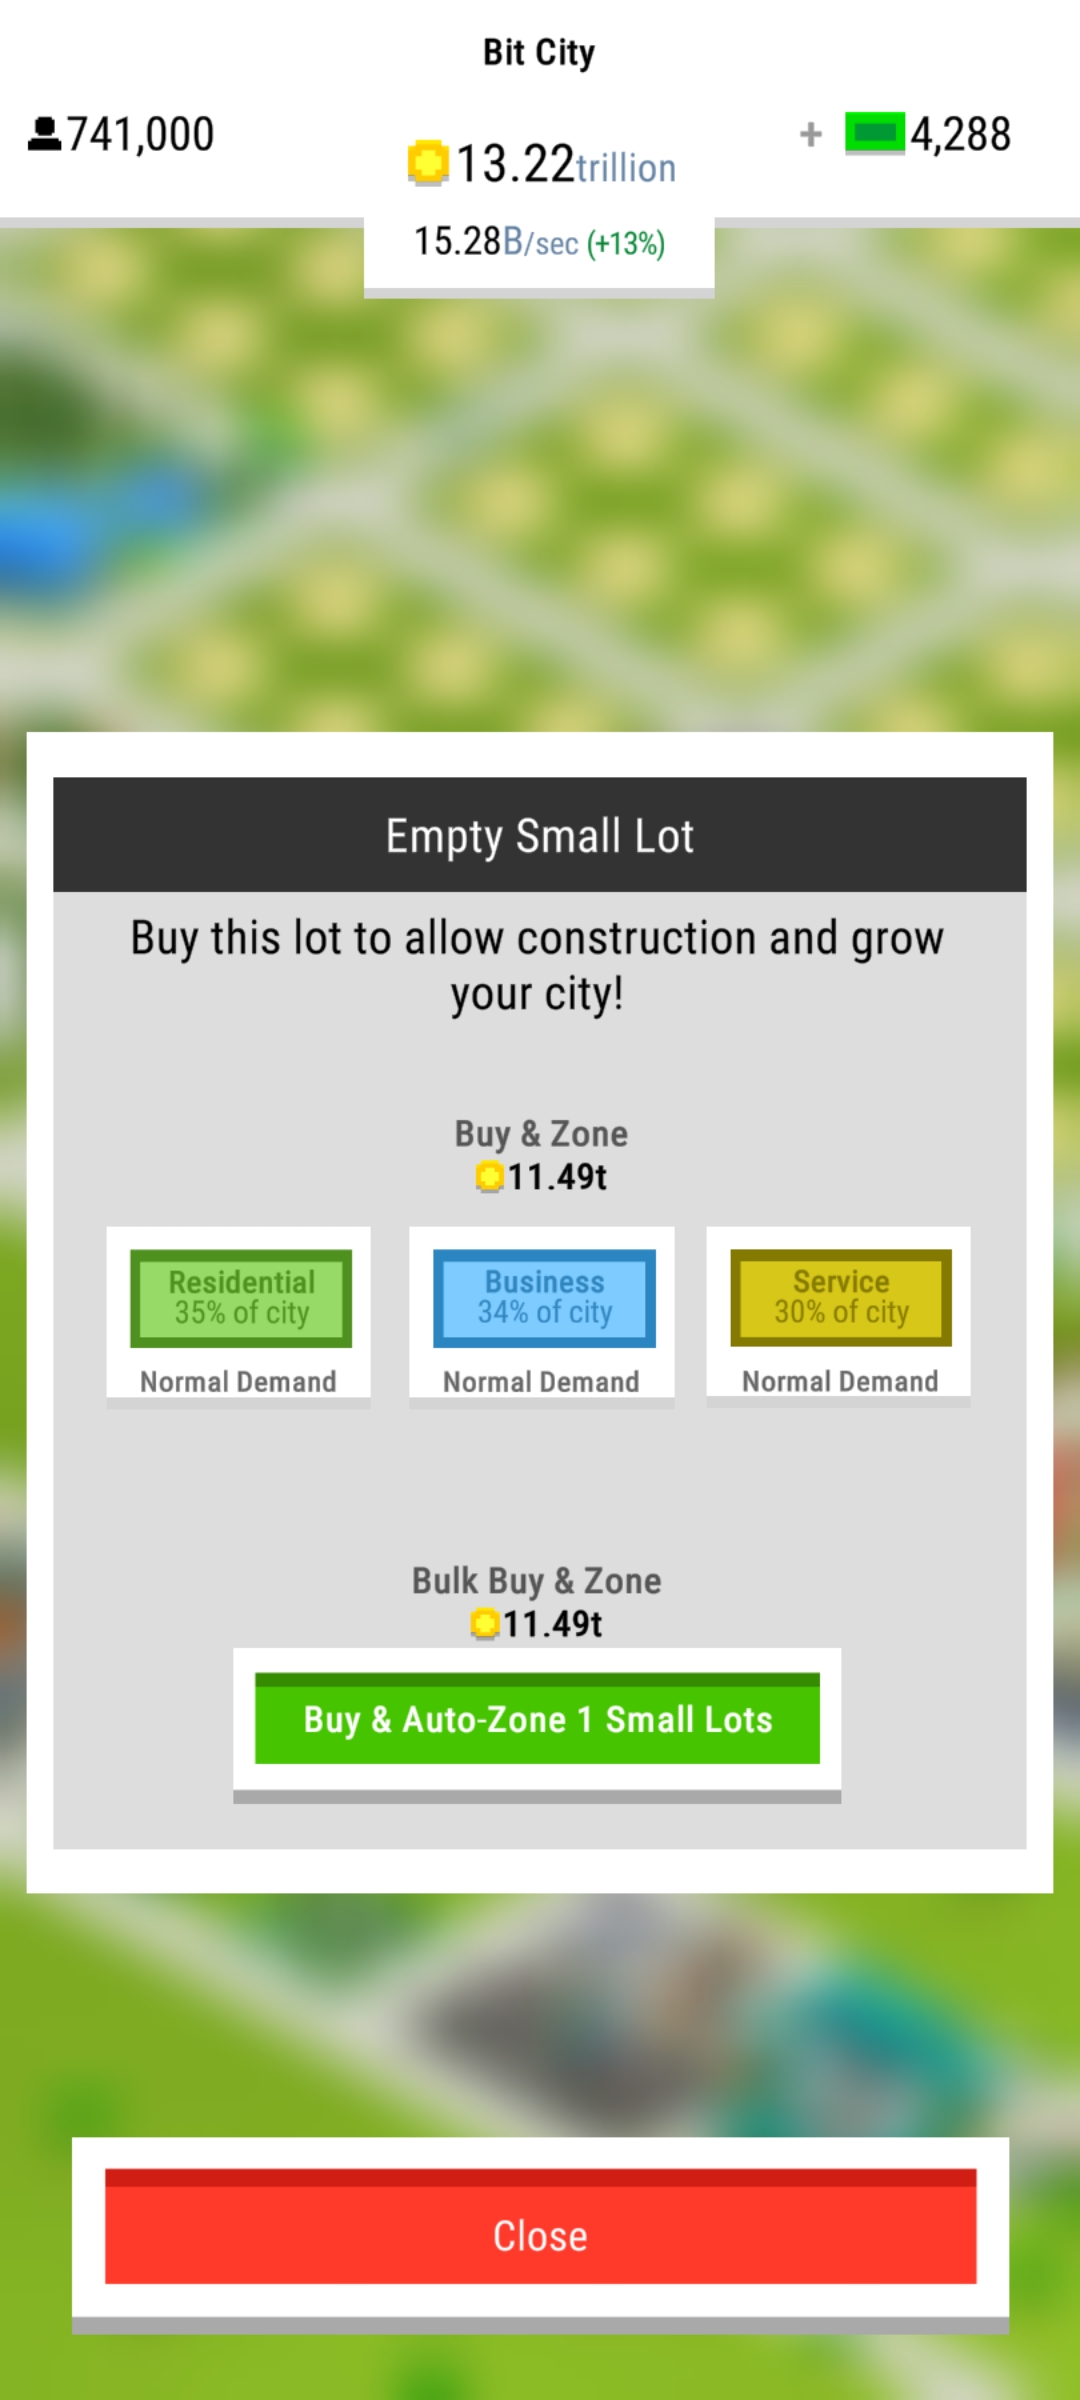 Bit City
741,000
13.22trillion
+ 4,288
15.28B/sec (+13%)
Empty Small Lot
Buy this lot to allow construction and grow
your city!
Buy & Zone
11.49t
Residential
35% of city
Normal Demand
Business
34% of city
Normal Demand
Service
30% of city
Normal Demand
Bulk Buy & Zone
11.49t
Buy & Auto-Zone 1 Small Lots
Close